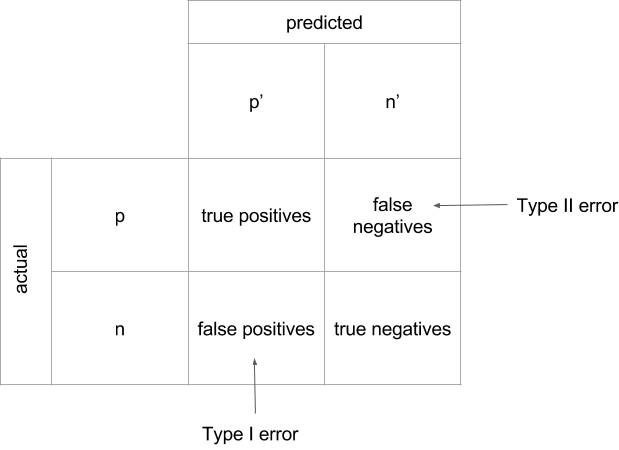 predicted
p’
n’
actual
p
true positives
false
negatives
Type II error
n
false positives
true negatives
Type I error